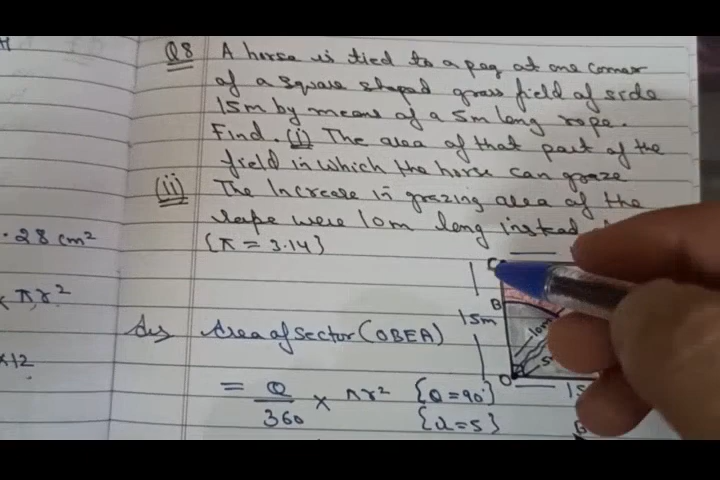 Q8 A horse is tied to a peg at one corner
of a square shaped grass field of side
15m by means of a 5m long rope.
Find. (i) The area of that part of the
field in which the horse can graze
(ii) The Increase in grazing area of the
rope were 10m long instead
{π = 3.14}
.28 cm²
x πr²
x12
Ans Area of sector (OBEA)
= θ/360 x πr² {θ=90°}
{r=5}
C
B
15m
10m
5
O
15
B